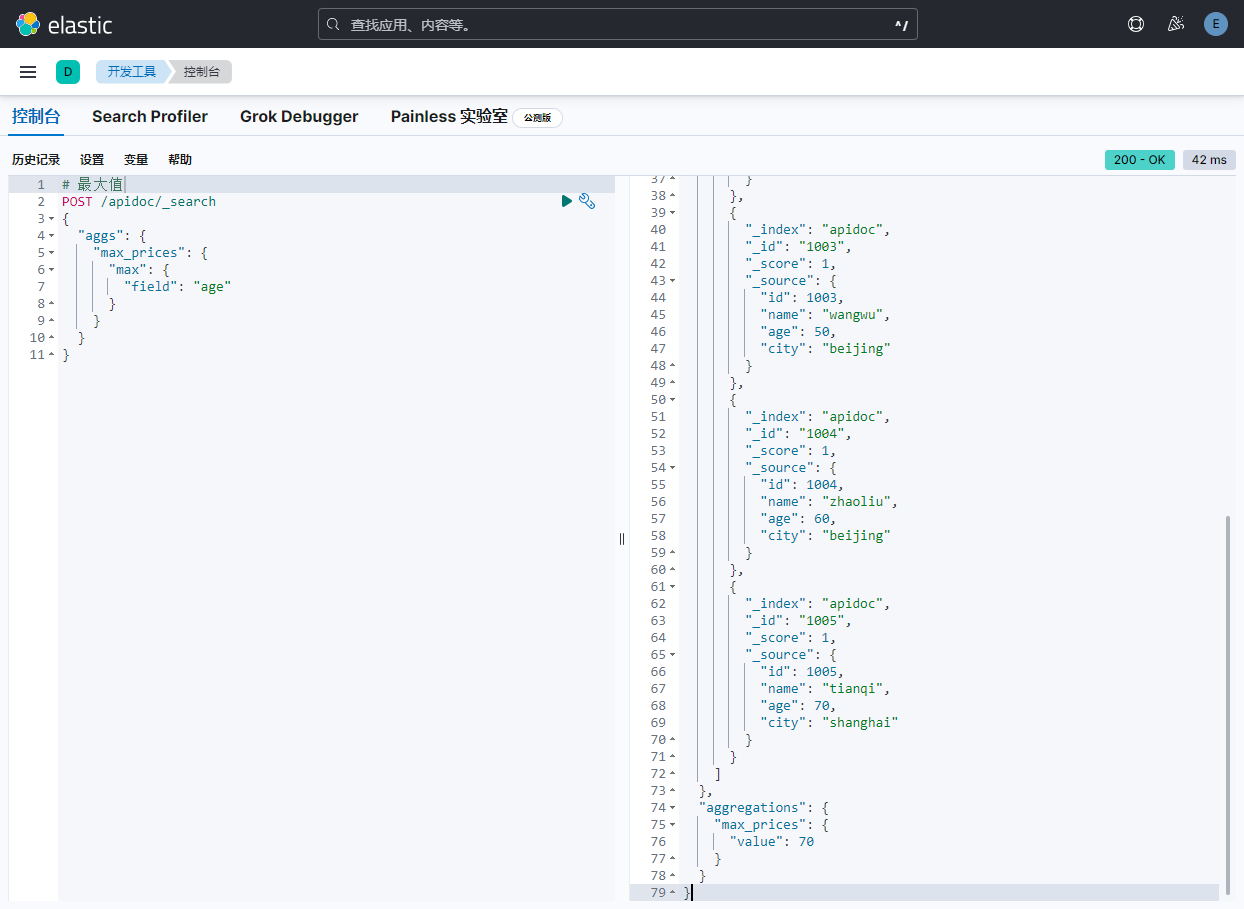 elastic
查找应用、内容等。
^/
E
D
开发工具
控制台
控制台
Search Profiler
Grok Debugger
Painless 实验室
公测版
历史记录
设置
变量
帮助
200 - OK
42 ms
1 # 最大值
2 POST /apidoc/_search
3 {
4 "aggs": {
5 "max_prices": {
6 "max": {
7 "field": "age"
8 }
9 }
10 }
11 }
37 }
38 },
39 {
40 "_index": "apidoc",
41 "_id": "1003",
42 "_score": 1,
43 "_source": {
44 "id": 1003,
45 "name": "wangwu",
46 "age": 50,
47 "city": "beijing"
48 }
49 },
50 {
51 "_index": "apidoc",
52 "_id": "1004",
53 "_score": 1,
54 "_source": {
55 "id": 1004,
56 "name": "zhaoliu",
57 "age": 60,
58 "city": "beijing"
59 }
60 },
61 {
62 "_index": "apidoc",
63 "_id": "1005",
64 "_score": 1,
65 "_source": {
66 "id": 1005,
67 "name": "tianqi",
68 "age": 70,
69 "city": "shanghai"
70 }
71 }
72 ]
73 },
74 "aggregations": {
75 "max_prices": {
76 "value": 70
77 }
78 }
79 }